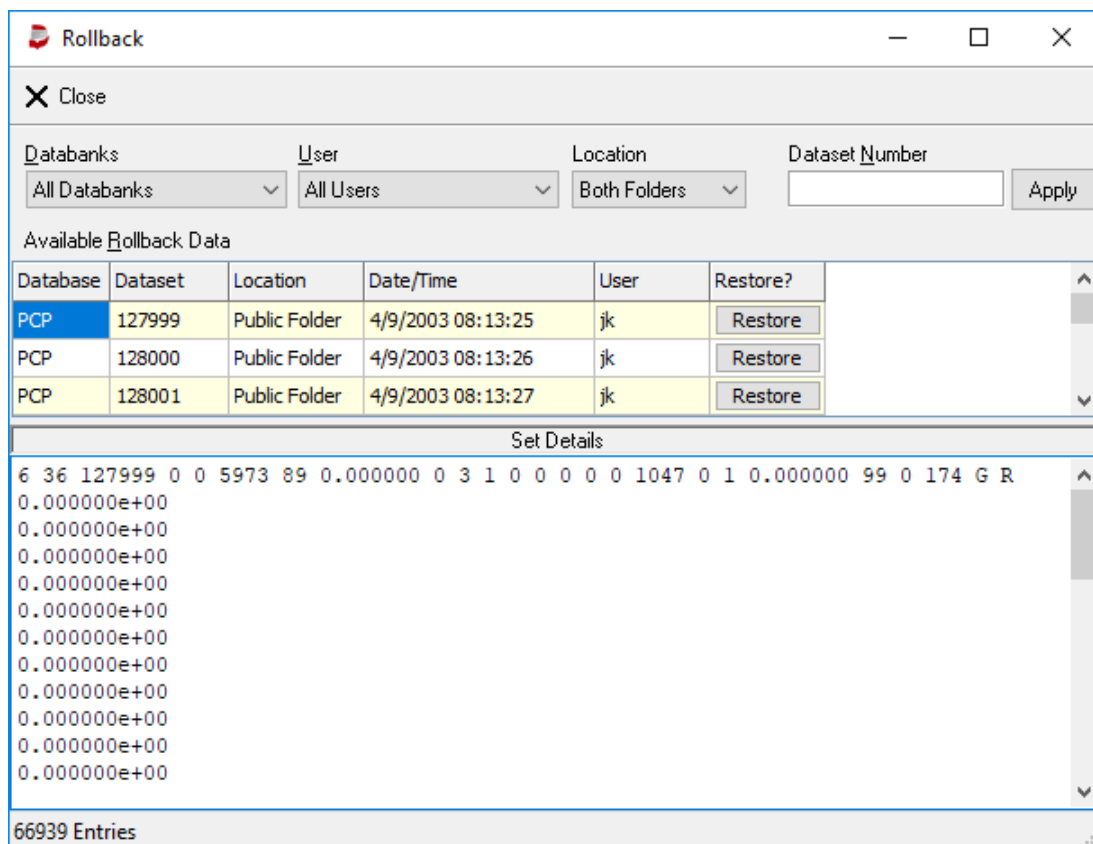 Rollback
Close
Databanks User Location Dataset Number
All Databanks All Users Both Folders Apply
Available Rollback Data
Database Dataset Location Date/Time User Restore?
PCP 127999 Public Folder 4/9/2003 08:13:25 jk Restore
PCP 128000 Public Folder 4/9/2003 08:13:26 jk Restore
PCP 128001 Public Folder 4/9/2003 08:13:27 jk Restore
Set Details
6 36 127999 0 0 5973 89 0.000000 0 3 1 0 0 0 0 0 1047 0 1 0.000000 99 0 174 G R
0.000000e+00
0.000000e+00
0.000000e+00
0.000000e+00
0.000000e+00
0.000000e+00
0.000000e+00
0.000000e+00
0.000000e+00
0.000000e+00
0.000000e+00
66939 Entries